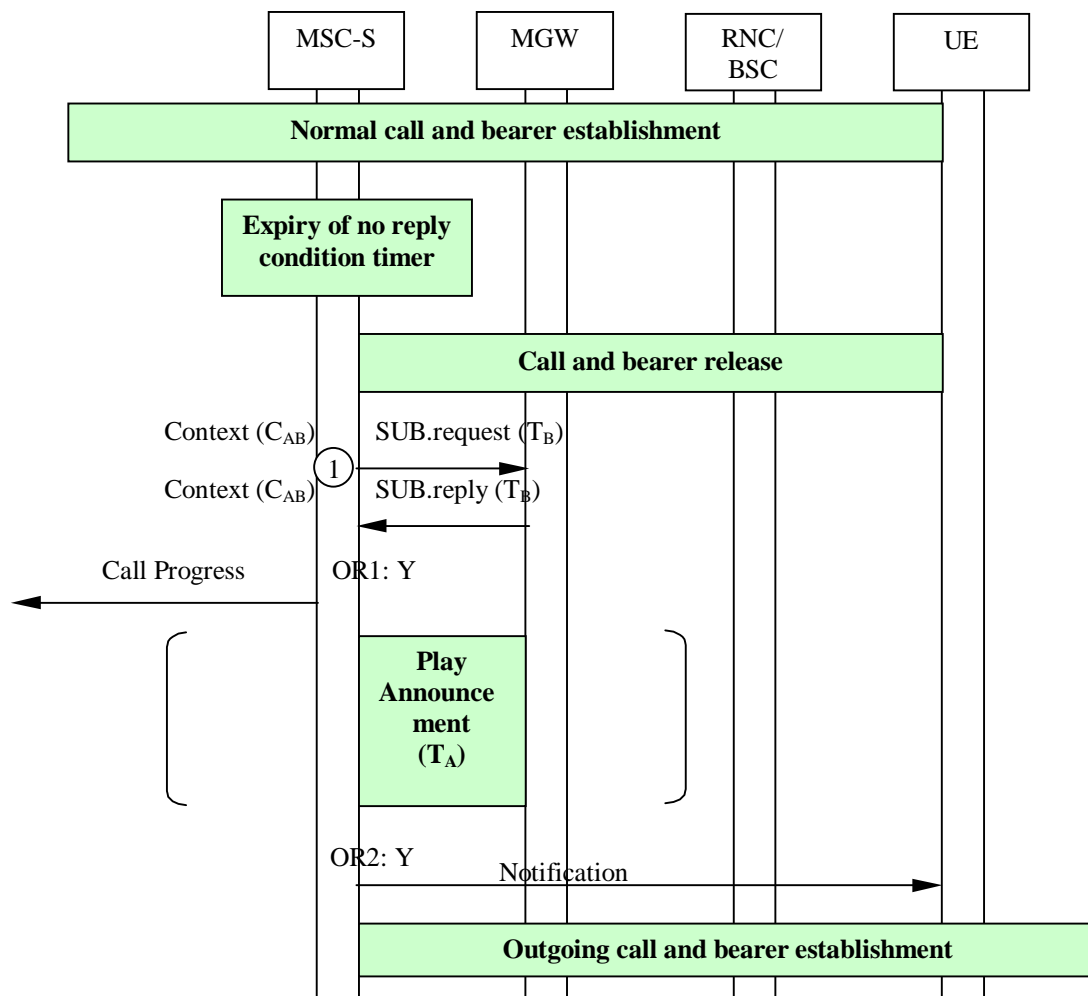 MSC-S
MGW
RNC/
BSC
UE
Normal call and bearer establishment
Expiry of no reply
condition timer
Call and bearer release
Context (CAB)
SUB.request (TB)
1
Context (CAB)
SUB.reply (TB)
Call Progress
OR1: Y
Play
Announce
ment
(TA)
OR2: Y
Notification
Outgoing call and bearer establishment